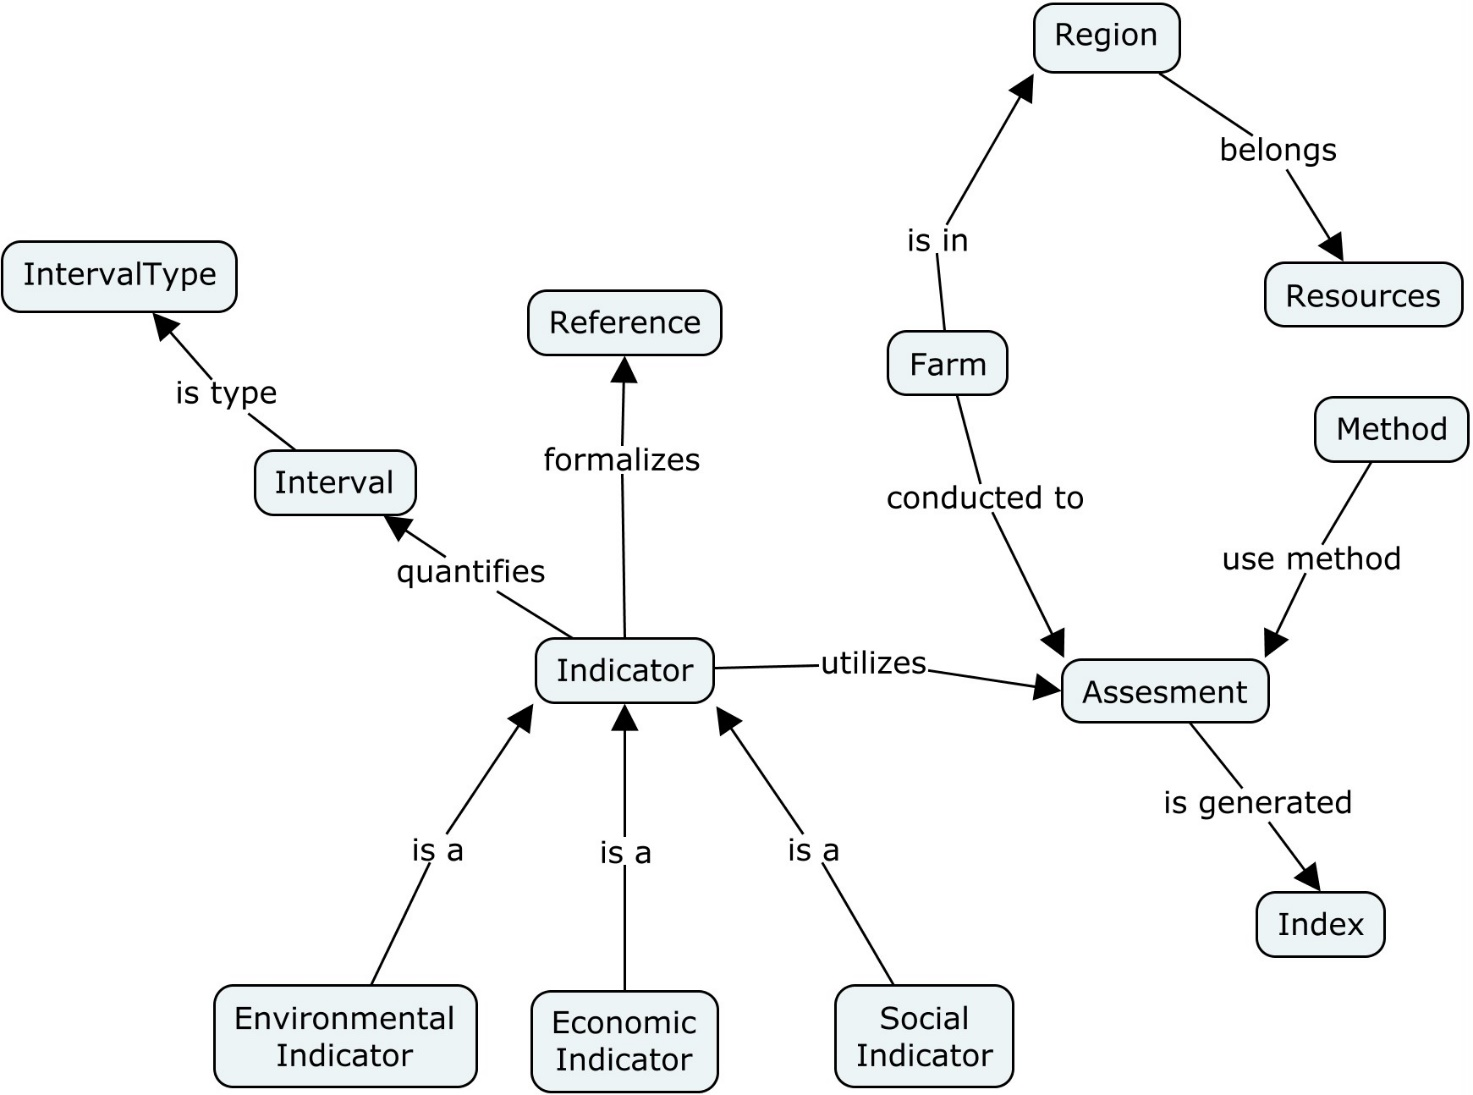 Region
belongs
is in
IntervalType
Resources
Reference
Farm
is type
Method
formalizes
Interval
conducted to
use method
quantifies
Indicator
utilizes
Assesment
is generated
is a
is a
is a
Index
Environmental
Indicator
Economic
Indicator
Social
Indicator